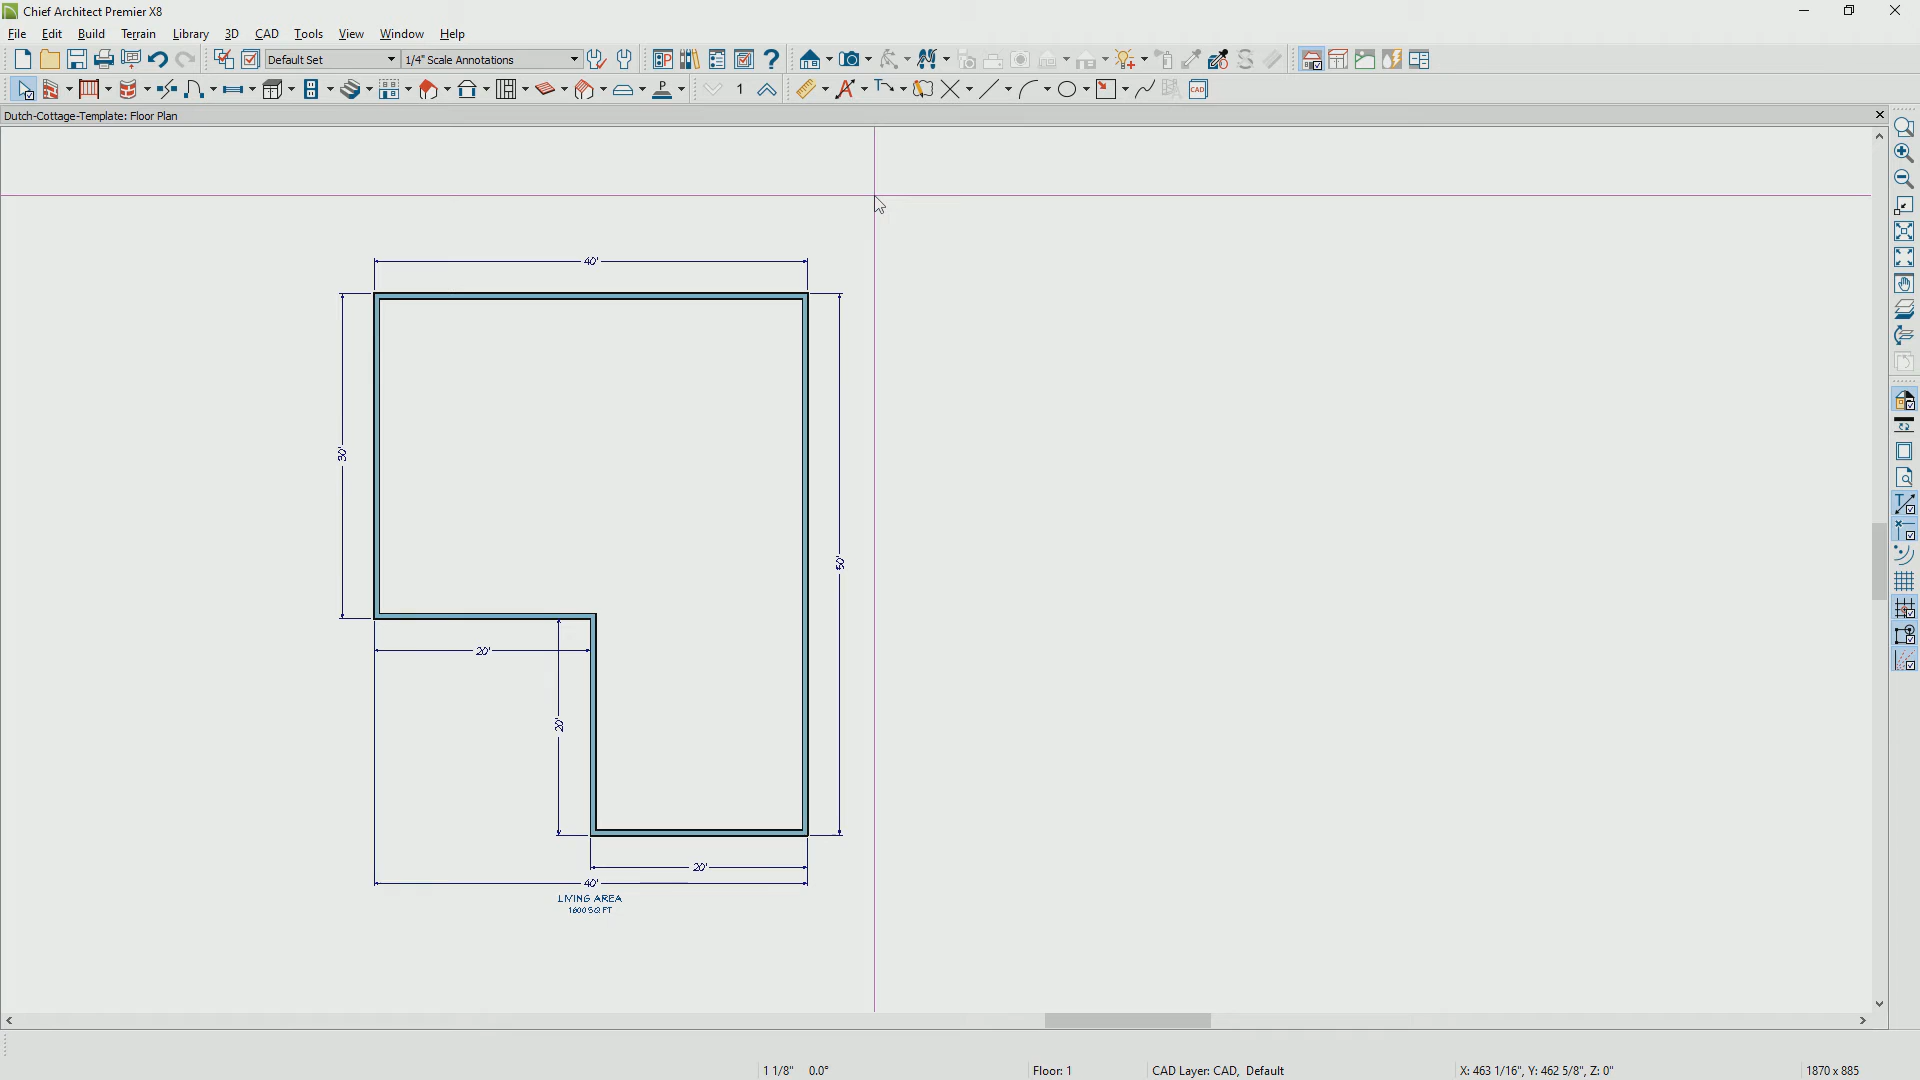 Chief Architect Premier X8
File Edit Build Terrain Library 3D CAD Tools View Window Help
Default Set 1/4" Scale Annotations
1 CAD
Dutch-Cottage-Template: Floor Plan
40'
30'
50'
20'
20'
20'
40'
LIVING AREA
1600 SQ FT
1 1/8" 0.0° Floor: 1 CAD Layer: CAD, Default X: 463 1/16", Y: 462 5/8", Z: 0" 1870 x 885